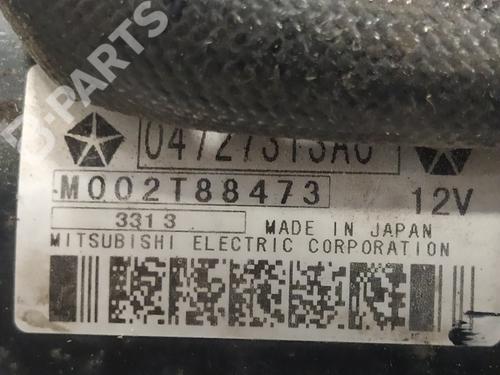 B-PARTS
04727313AC
M002T88473
12V
3313
MADE IN JAPAN
MITSUBISHI ELECTRIC CORPORATION